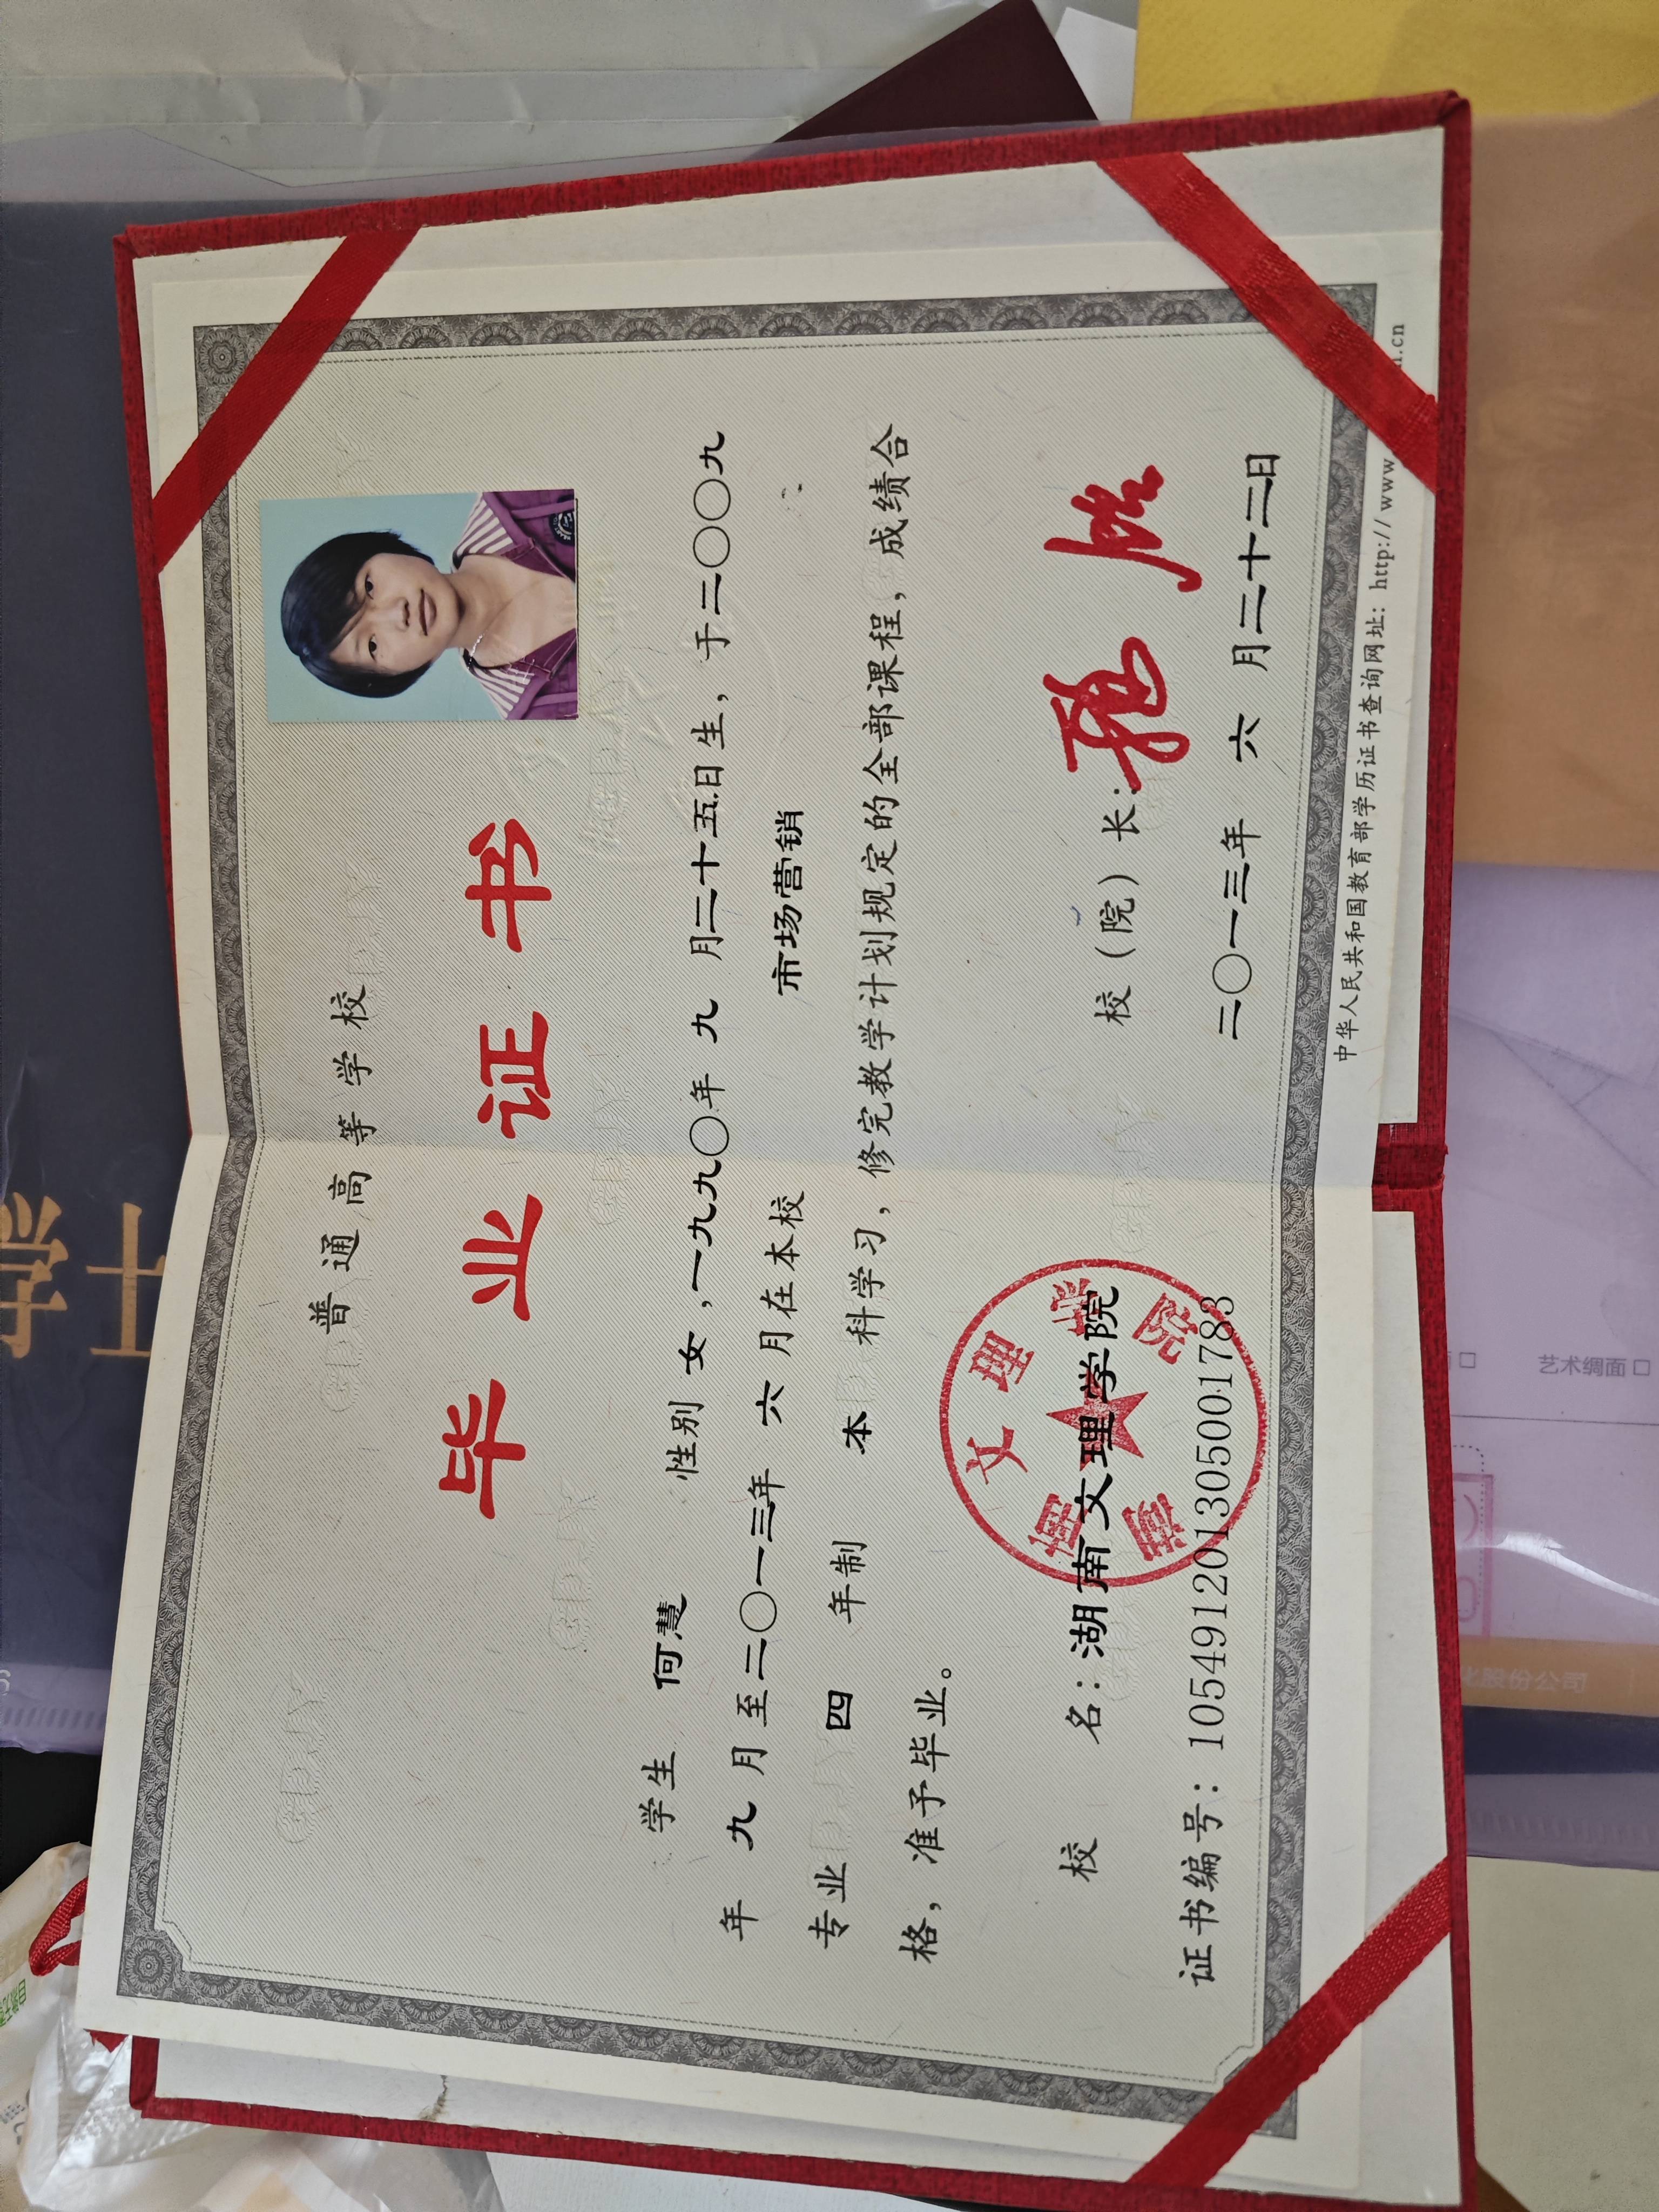 普通高等学校
毕业证书
学生 何慧 性别 女，一九九〇年 九 月二十五日生，于二〇〇九
年 九 月至二〇一三年 六 月在本校 市场营销
专业 四 年制 本 科学习，修完教学计划规定的全部课程，成绩合
格，准予毕业。
校 名：湖南文理学院
校（院）长：
湖南文理学院
证书编号：105491201305001783
二〇一三年 六 月二十二日
中华人民共和国教育部学历证书查询网址：http://www
.cn
学
士
艺术绸面
股份公司